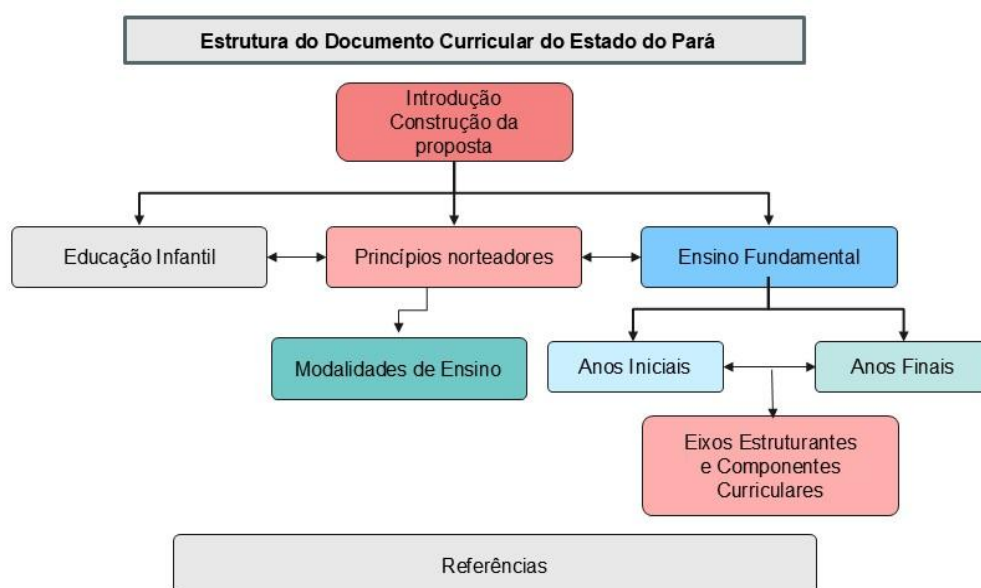 Estrutura do Documento Curricular do Estado do Pará
Introdução
Construção da
proposta
Educação Infantil
Princípios norteadores
Ensino Fundamental
Modalidades de Ensino
Anos Iniciais
Anos Finais
Eixos Estruturantes
e Componentes
Curriculares
Referências